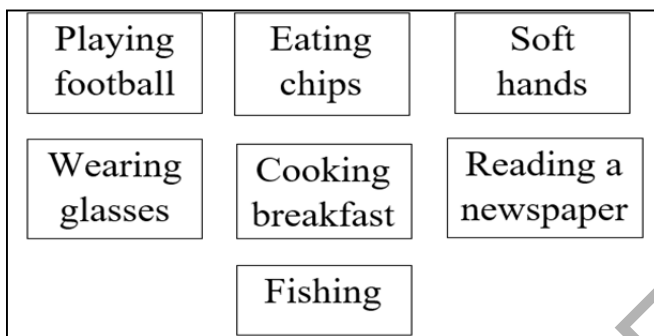 Playing
football
Eating
chips
Soft
hands
Wearing
glasses
Cooking
breakfast
Reading a
newspaper
Fishing